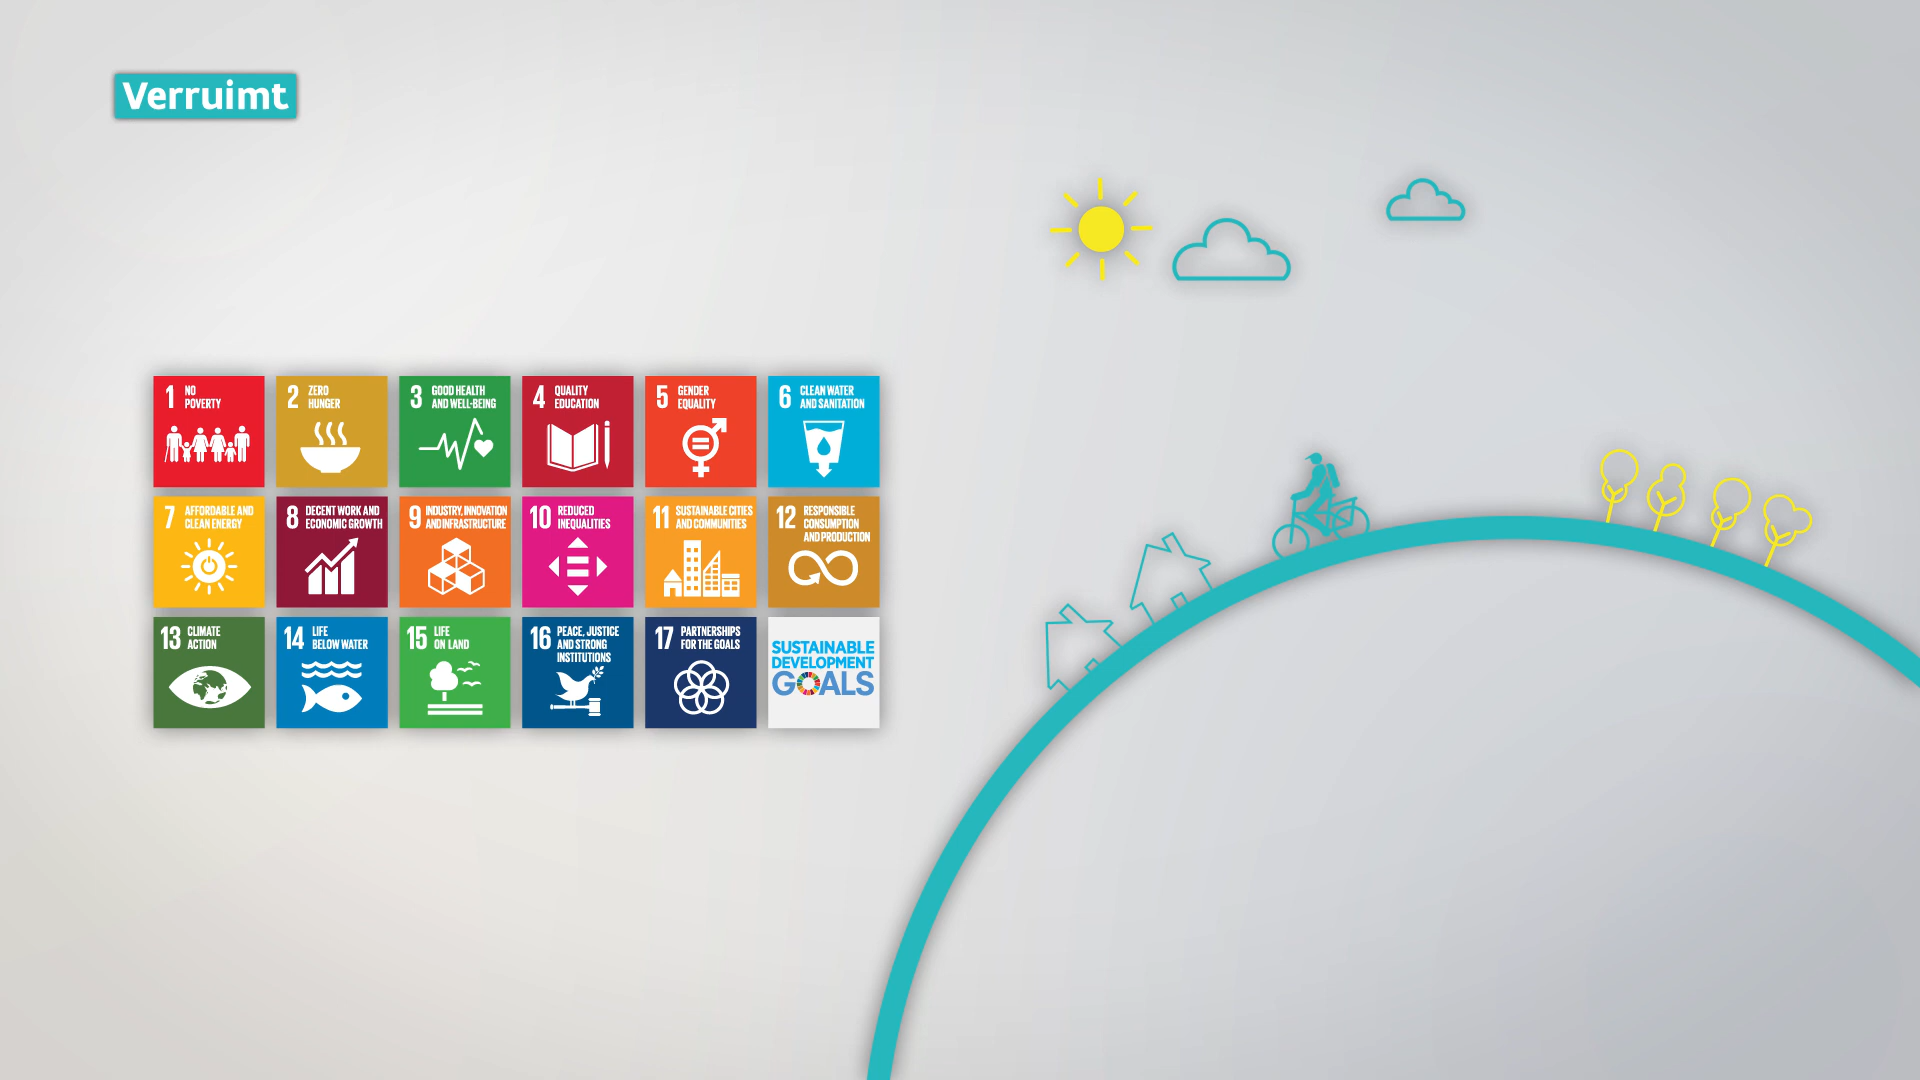 Verruimt
1 NO
POVERTY
2 ZERO
HUNGER
3 GOOD HEALTH
AND WELL-BEING
4 QUALITY
EDUCATION
5 GENDER
EQUALITY
6 CLEAN WATER
AND SANITATION
7 AFFORDABLE AND
CLEAN ENERGY
8 DECENT WORK AND
ECONOMIC GROWTH
9 INDUSTRY, INNOVATION
AND INFRASTRUCTURE
10 REDUCED
INEQUALITIES
11 SUSTAINABLE CITIES
AND COMMUNITIES
12 RESPONSIBLE
CONSUMPTION
AND PRODUCTION
13 CLIMATE
ACTION
14 LIFE
BELOW WATER
15 LIFE
ON LAND
16 PEACE, JUSTICE
AND STRONG
INSTITUTIONS
17 PARTNERSHIPS
FOR THE GOALS
SUSTAINABLE
DEVELOPMENT
GOALS